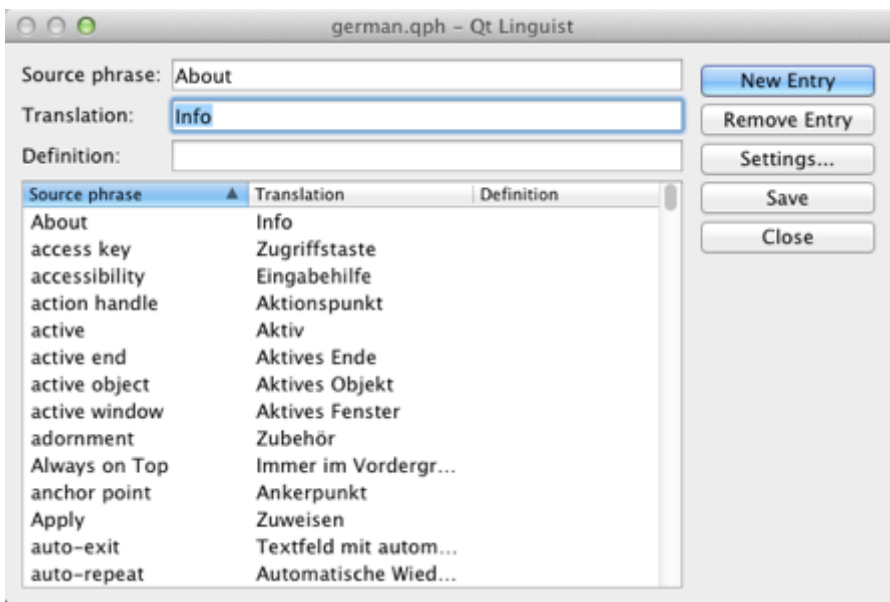 german.qph – Qt Linguist
Source phrase: About
New Entry
Translation: Info
Remove Entry
Definition:
Settings...
Source phrase Translation Definition
Save
About Info
Close
access key Zugriffstaste
accessibility Eingabehilfe
action handle Aktionspunkt
active Aktiv
active end Aktives Ende
active object Aktives Objekt
active window Aktives Fenster
adornment Zubehör
Always on Top Immer im Vordergr...
anchor point Ankerpunkt
Apply Zuweisen
auto-exit Textfeld mit autom...
auto-repeat Automatische Wied...